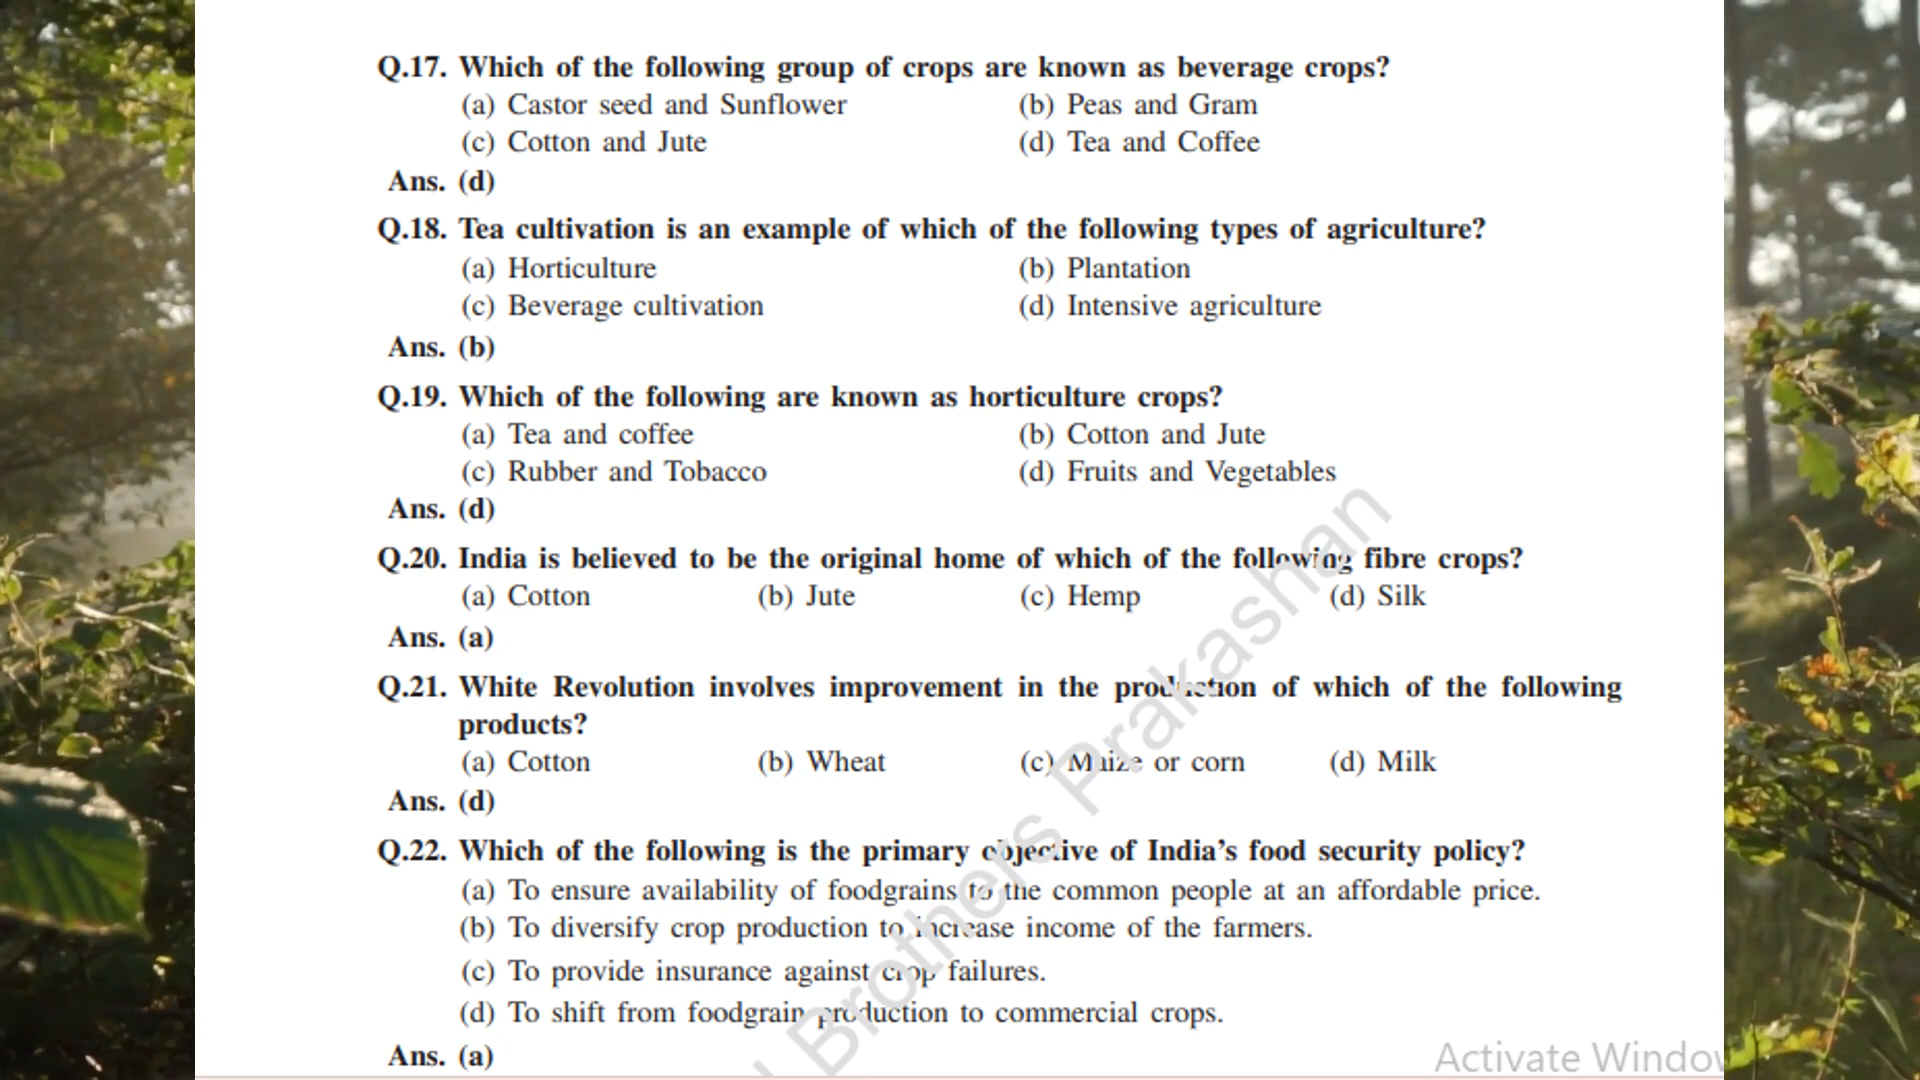 Q.17. Which of the following group of crops are known as beverage crops?
(a) Castor seed and Sunflower (b) Peas and Gram
(c) Cotton and Jute (d) Tea and Coffee
Ans. (d)
Q.18. Tea cultivation is an example of which of the following types of agriculture?
(a) Horticulture (b) Plantation
(c) Beverage cultivation (d) Intensive agriculture
Ans. (b)
Q.19. Which of the following are known as horticulture crops?
(a) Tea and coffee (b) Cotton and Jute
(c) Rubber and Tobacco (d) Fruits and Vegetables
Ans. (d)
Q.20. India is believed to be the original home of which of the following fibre crops?
(a) Cotton (b) Jute (c) Hemp (d) Silk
Ans. (a)
Q.21. White Revolution involves improvement in the production of which of the following
products?
(a) Cotton (b) Wheat (c) Maize or corn (d) Milk
Ans. (d)
Q.22. Which of the following is the primary objective of India's food security policy?
(a) To ensure availability of foodgrains to the common people at an affordable price.
(b) To diversify crop production to increase income of the farmers.
(c) To provide insurance against crop failures.
(d) To shift from foodgrain production to commercial crops.
Ans. (a)
Brothers Prakashan
Activate Window